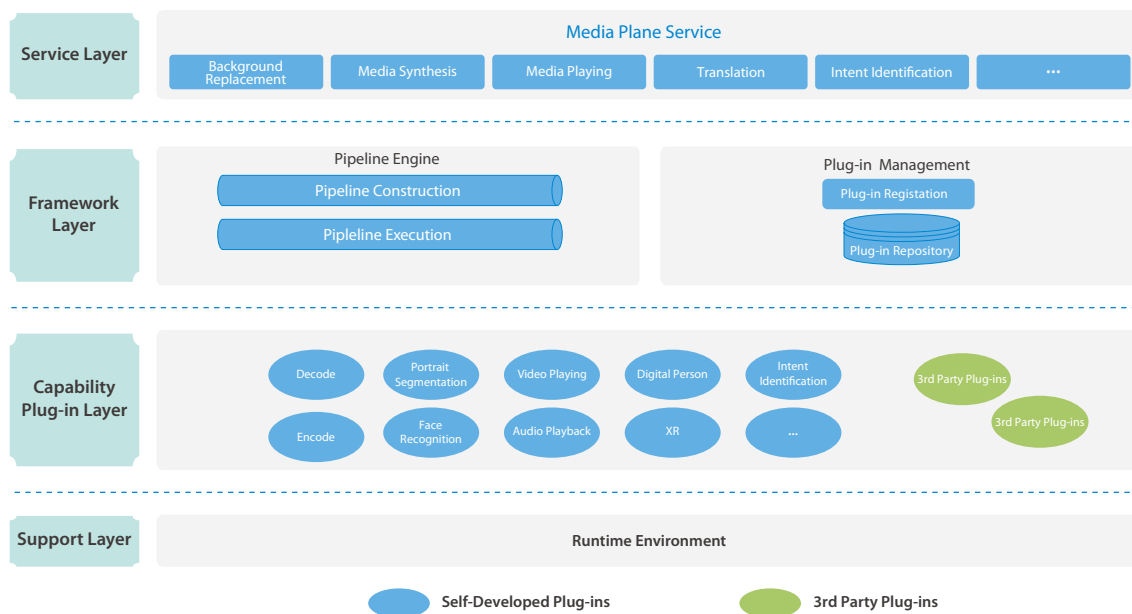 Service Layer
Media Plane Service
Background
Replacement
Media Synthesis
Media Playing
Translation
Intent Identification
...
Framework
Layer
Pipeline Engine
Pipeline Construction
Pipleline Execution
Plug-in Management
Plug-in Registation
Plug-in Repository
Capability
Plug-in Layer
Decode
Portrait
Segmentation
Video Playing
Digital Person
Intent
Identification
3rd Party Plug-ins
Encode
Face
Recognition
Audio Playback
XR
...
3rd Party Plug-ins
Support Layer
Runtime Environment
Self-Developed Plug-ins
3rd Party Plug-ins